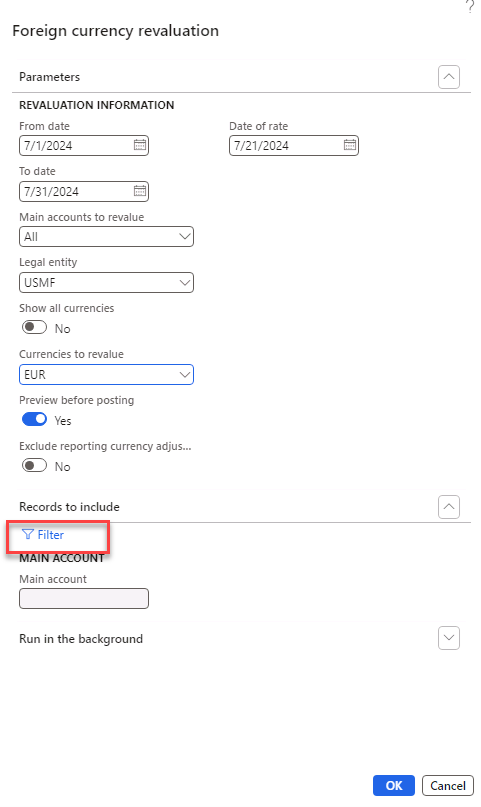 ?
Foreign currency revaluation
Parameters
REVALUATION INFORMATION
From date Date of rate
7/1/2024 7/21/2024
To date
7/31/2024
Main accounts to revalue
All
Legal entity
USMF
Show all currencies
No
Currencies to revalue
EUR
Preview before posting
Yes
Exclude reporting currency adjus...
No
Records to include
Filter
MAIN ACCOUNT
Main account
Run in the background
OK Cancel